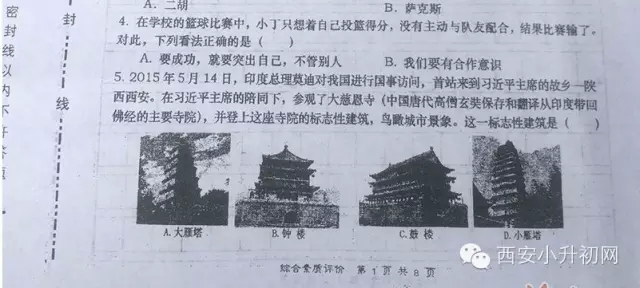 A. 二胡 B. 萨克斯
4. 在学校的篮球比赛中，小丁只想着自己投篮得分，没有主动与队友配合，结果比赛输了。
对此，下列看法正确的是（ ）
A. 要成功，就要突出自己，不管别人 B. 我们要有合作意识
5. 2015年5月14日，印度总理莫迪对我国进行国事访问，首站来到习近平主席的故乡—陕
西西安。在习近平主席的陪同下，参观了大慈恩寺（中国唐代高僧玄奘保存和翻译从印度带回
佛经的主要寺院），并登上这座寺院的标志性建筑，鸟瞰城市景象。这一标志性建筑是（ ）
A.大雁塔 B.钟 楼 C.鼓 楼 D.小雁塔
综合素质评价 第1页共8页
西安小升初网
密封线以内不许答题
封
线
封
线